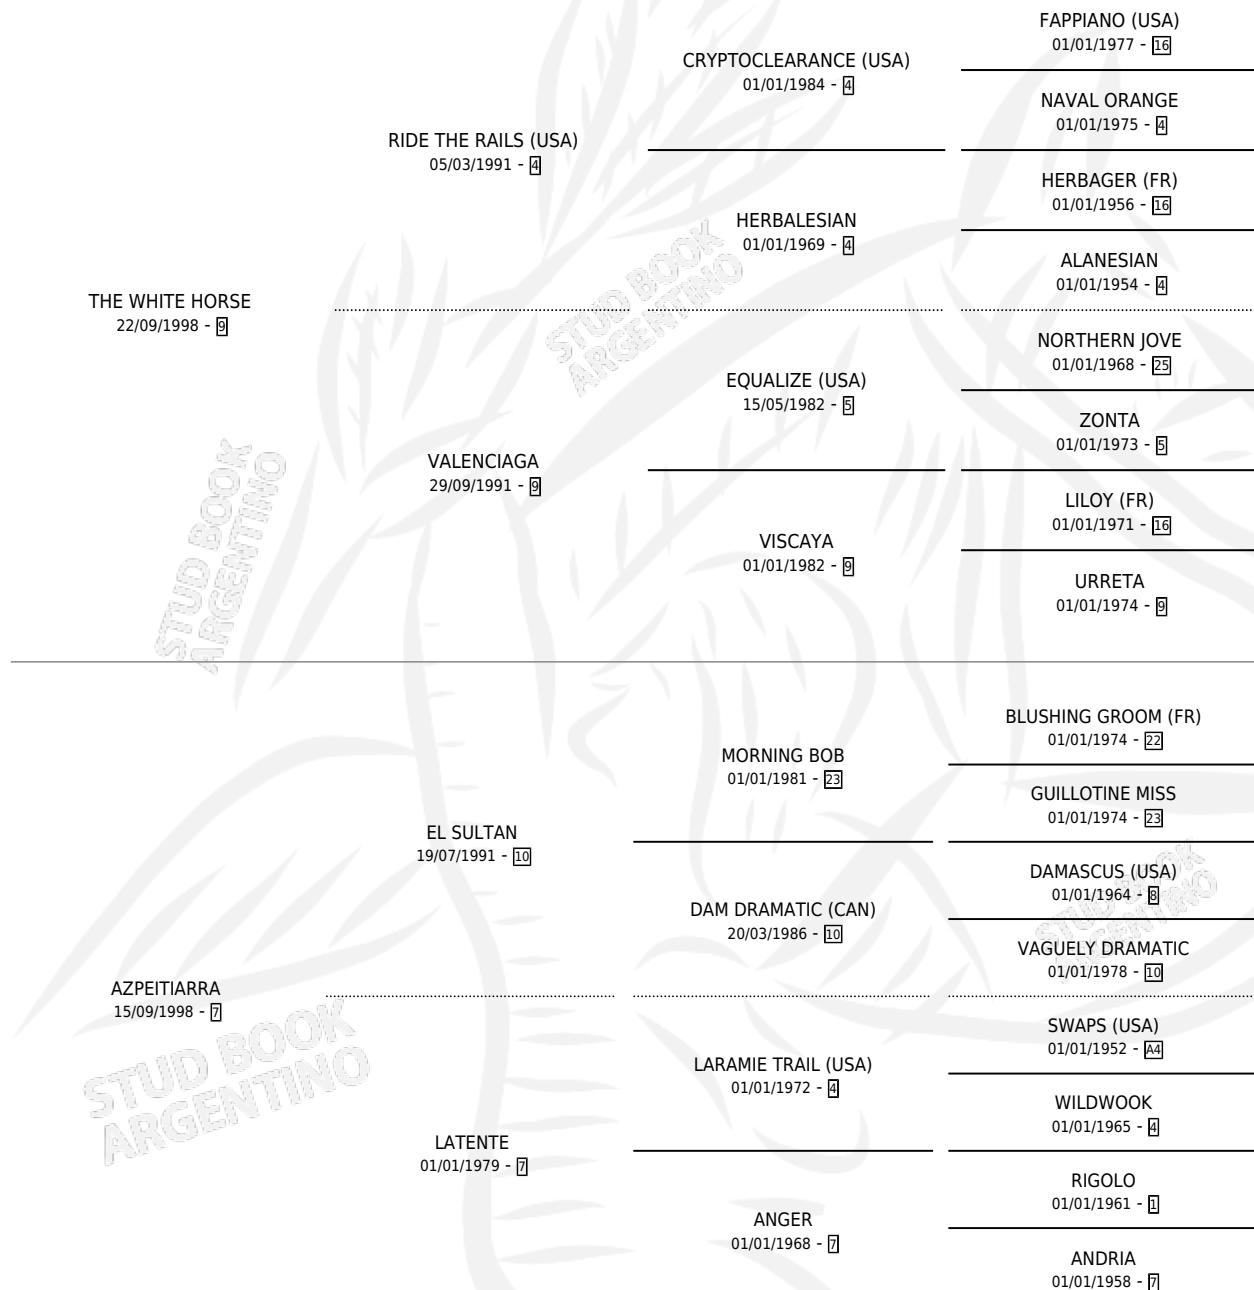 FAPPIANO (USA)
01/01/1977 - 16
CRYPTOCLEARANCE (USA)
01/01/1984 - 4
NAVAL ORANGE
01/01/1975 - 4
RIDE THE RAILS (USA)
05/03/1991 - 4
HERBAGER (FR)
01/01/1956 - 16
HERBALESIAN
01/01/1969 - 4
ALANESIAN
01/01/1954 - 4
THE WHITE HORSE
22/09/1998 - 9
NORTHERN JOVE
01/01/1968 - 25
EQUALIZE (USA)
15/05/1982 - 5
ZONTA
01/01/1973 - 5
VALENCIAGA
29/09/1991 - 9
LILOY (FR)
01/01/1971 - 16
VISCAYA
01/01/1982 - 9
URRETA
01/01/1974 - 9
STUD BOOK
ARGENTINO
STUD BOOK
ARGENTINO
BLUSHING GROOM (FR)
01/01/1974 - 22
MORNING BOB
01/01/1981 - 23
GUILLOTINE MISS
01/01/1974 - 23
EL SULTAN
19/07/1991 - 10
DAMASCUS (USA)
01/01/1964 - 8
DAM DRAMATIC (CAN)
20/03/1986 - 10
VAGUELY DRAMATIC
01/01/1978 - 10
AZPEITIARRA
15/09/1998 - 7
SWAPS (USA)
01/01/1952 - A4
LARAMIE TRAIL (USA)
01/01/1972 - 4
WILDWOOK
01/01/1965 - 4
LATENTE
01/01/1979 - 7
RIGOLO
01/01/1961 - 1
ANGER
01/01/1968 - 7
ANDRIA
01/01/1958 - 7
STUD BOOK
ARGENTINO
STUD BOOK
ARGENTINO